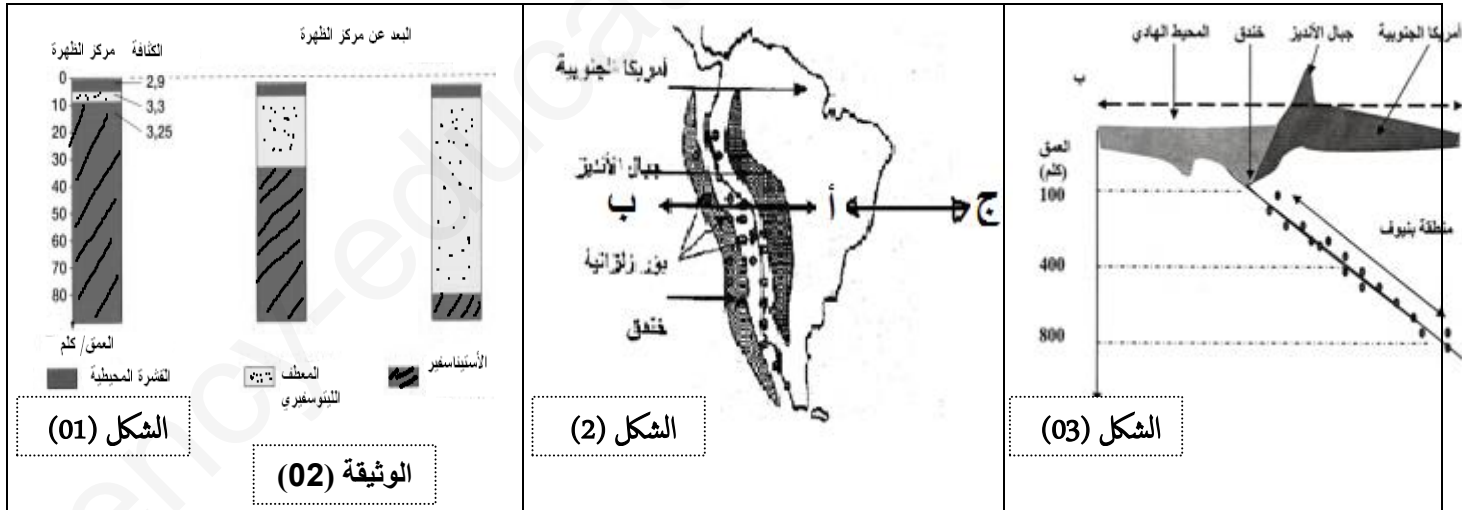 البعد عن مركز الظهرة
مركز الظهرة
الكثافة
0
10
20
30
40
50
60
70
80
2,9
3,3
3,25
العمق/ كلم
القشرة المحيطية
المعطف
الليتوسفيري
الأستيناسفير
الشكل (01)
الوثيقة (02)
أمريكا الجنوبية
جبال الأنديز
ب
أ
ج
بؤر زلزالية
خندق
الشكل (2)
المحيط الهادي
خندق
جبال الأنديز
أمريكا الجنوبية
ب
العمق
(كلم)
100
400
800
منطقة بنيوف
الشكل (03)